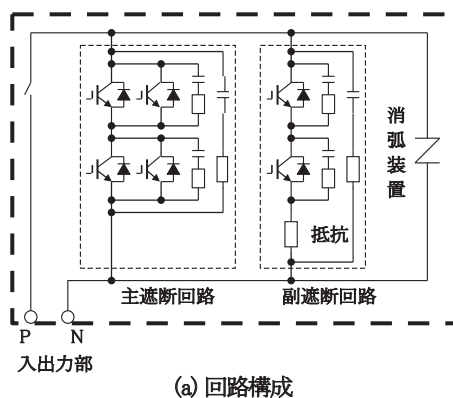 消弧装置
抵抗
主遮断回路
副遮断回路
P
N
入出力部
(a) 回路構成